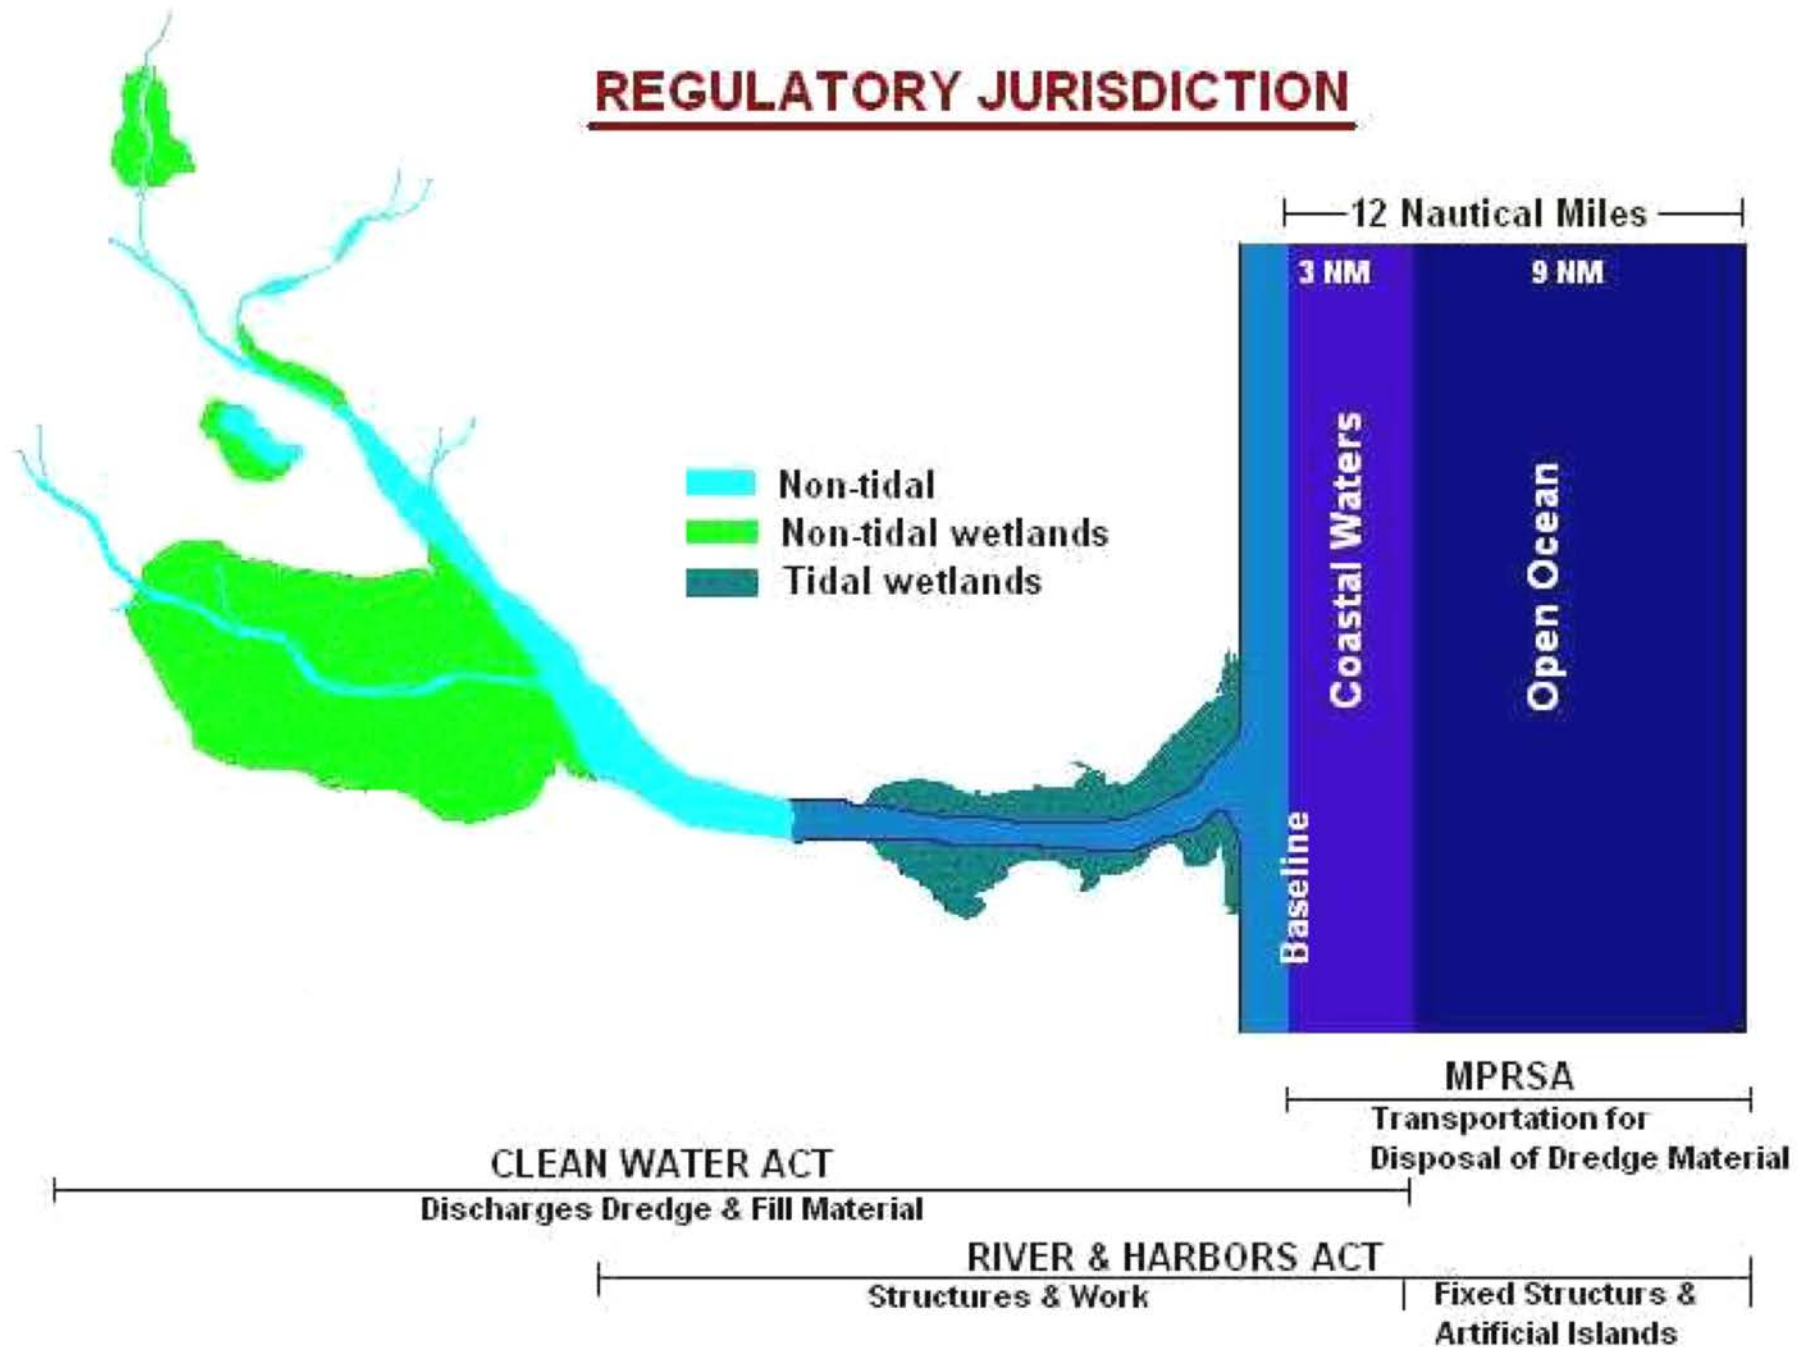 REGULATORY JURISDICTION
12 Nautical Miles
3 NM
9 NM
Coastal Waters
Open Ocean
Baseline
Non-tidal
Non-tidal wetlands
Tidal wetlands
MPRSA
Transportation for
Disposal of Dredge Material
CLEAN WATER ACT
Discharges Dredge & Fill Material
RIVER & HARBORS ACT
Structures & Work
Fixed Structurs &
Artificial Islands